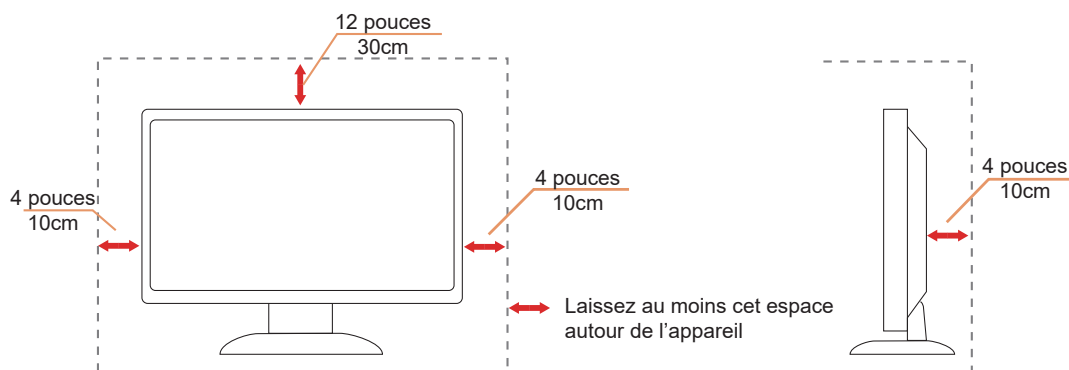 12 pouces
30cm
4 pouces
10cm
4 pouces
10cm
Laissez au moins cet espace
autour de l’appareil
4 pouces
10cm